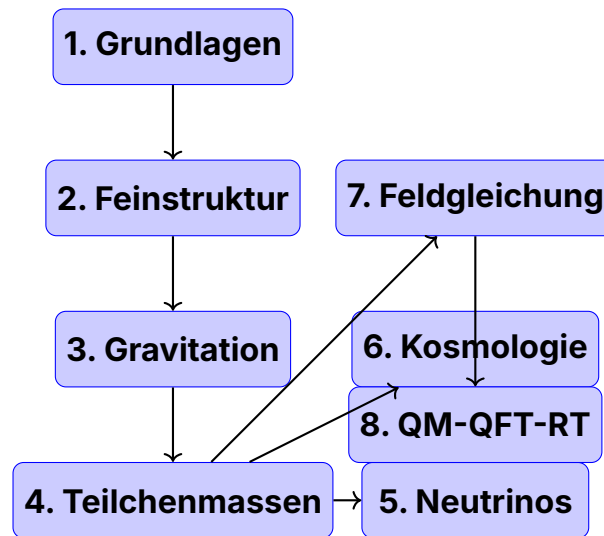 1. Grundlagen
2. Feinstruktur
7. Feldgleichung
3. Gravitation
6. Kosmologie
8. QM-QFT-RT
4. Teilchenmassen
5. Neutrinos